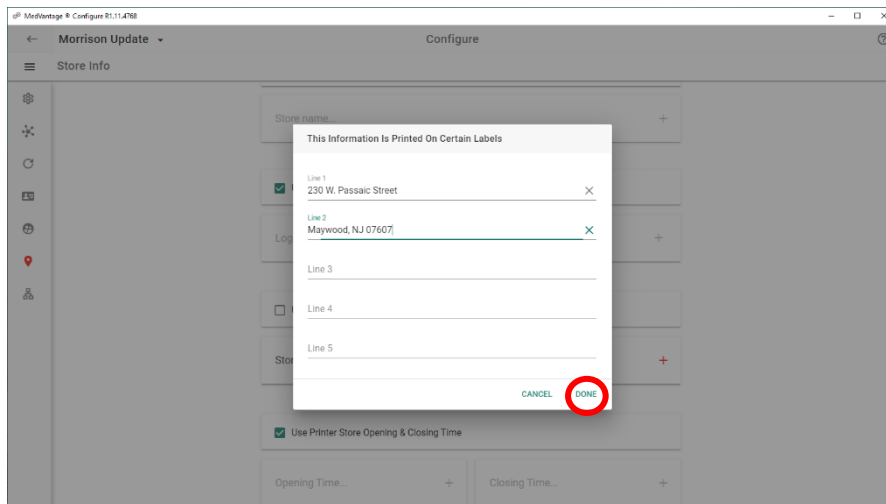 MedVantage ® Configure R1.11.4768
Morrison Update
Configure
Store Info
Store name...
This Information Is Printed On Certain Labels
Line 1
230 W. Passaic Street
Line 2
Maywood, NJ 07607
Log
Line 3
Line 4
Line 5
Stor
CANCEL
DONE
Use Printer Store Opening & Closing Time
Opening Time...
Closing Time...